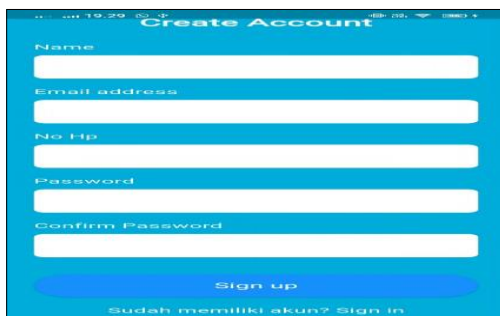 19.29
Create Account
Name
Email address
No Hp
Password
Confirm Password
Sign up
Sudah memiliki akun? Sign in